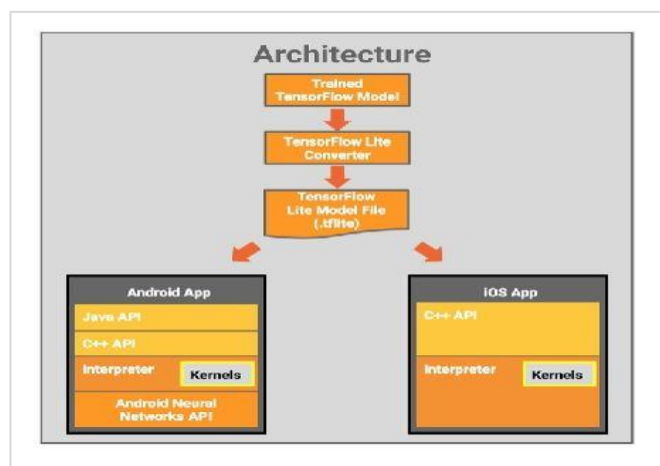 Architecture
Trained
TensorFlow Model
TensorFlow Lite
Converter
TensorFlow
Lite Model File
(.tflite)
Android App
Java API
C++ API
Interpreter
Kernels
Android Neural
Networks API
iOS App
C++ API
Interpreter
Kernels